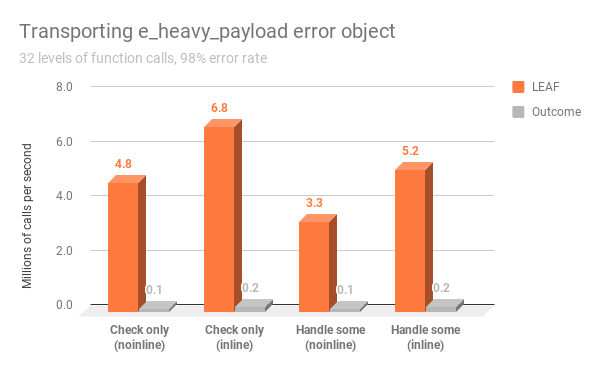 Transporting e_heavy_payload error object
32 levels of function calls, 98% error rate
LEAF
Outcome
Millions of calls per second
8.0
6.0
4.0
2.0
0.0
4.8
0.1
6.8
0.2
3.3
0.1
5.2
0.2
Check only
(noinline)
Check only
(inline)
Handle some
(noinline)
Handle some
(inline)